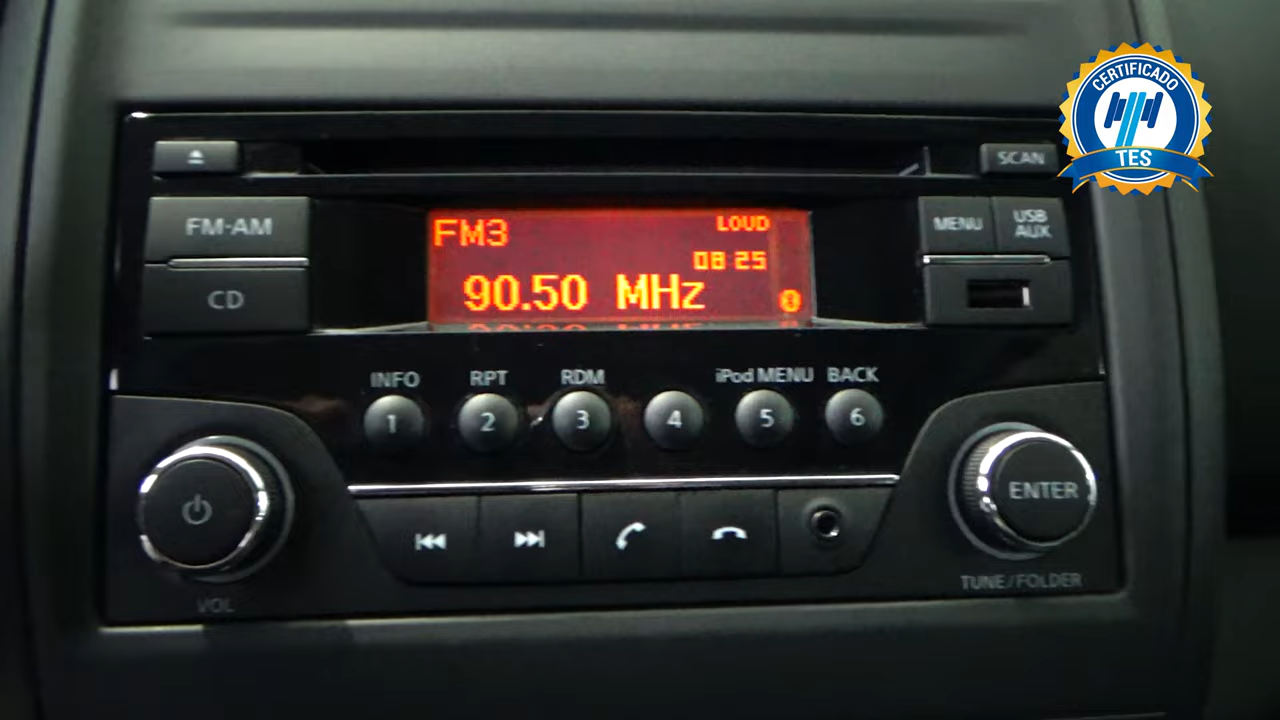 CERTIFICADO
TES
SCAN
FM·AM
CD
FM3
LOUD
08:25
90.50 MHz
MENU
USB
AUX
INFO
RPT
RDM
iPod MENU
BACK
1
2
3
4
5
6
ENTER
VOL
TUNE/FOLDER